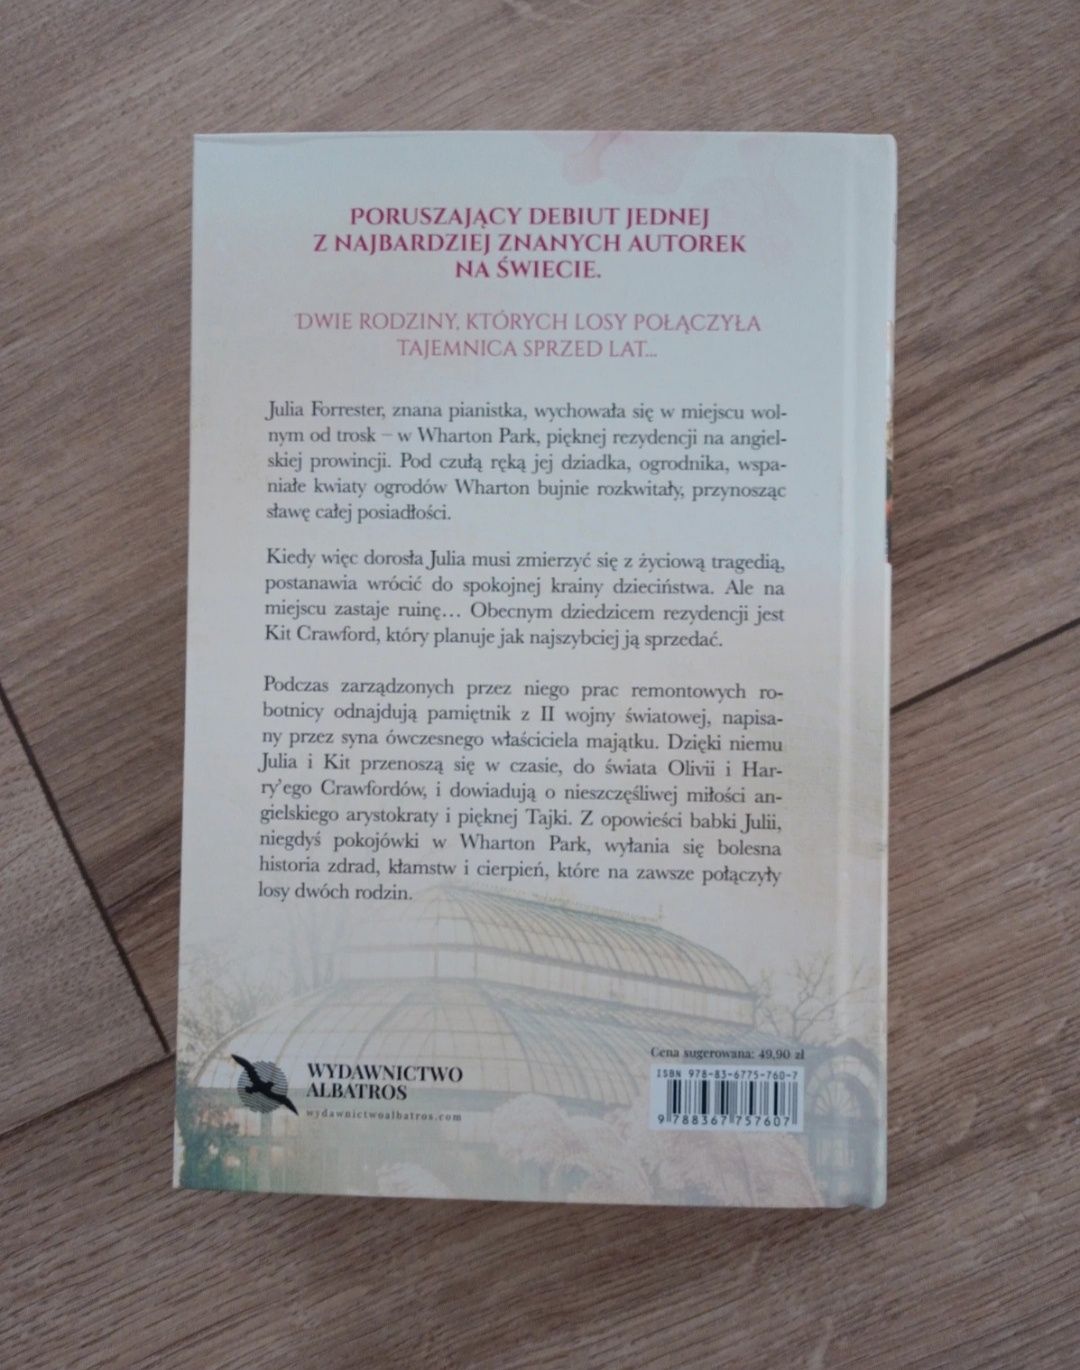 PORUSZAJĄCY DEBIUT JEDNEJ
Z NAJBARDZIEJ ZNANYCH AUTOREK
NA ŚWIECIE.
DWIE RODZINY, KTÓRYCH LOSY POŁĄCZYŁA
TAJEMNICA SPRZED LAT...
Julia Forrester, znana pianistka, wychowała się w miejscu wol-
nym od trosk – w Wharton Park, pięknej rezydencji na angiel-
skiej prowincji. Pod czułą ręką jej dziadka, ogrodnika, wspa-
niałe kwiaty ogrodów Wharton bujnie rozkwitały, przynosząc
sławę całej posiadłości.
Kiedy więc dorosła Julia musi zmierzyć się z życiową tragedią,
postanawia wrócić do spokojnej krainy dzieciństwa. Ale na
miejscu zastaje ruinę... Obecnym dziedzicem rezydencji jest
Kit Crawford, który planuje jak najszybciej ją sprzedać.
Podczas zarządzonych przez niego prac remontowych ro-
botnicy odnajdują pamiętnik z II wojny światowej, napisa-
ny przez syna ówczesnego właściciela majątku. Dzięki niemu
Julia i Kit przenoszą się w czasie, do świata Olivii i Har-
ry'ego Crawfordów, i dowiadują o nieszczęśliwej miłości an-
gielskiego arystokraty i pięknej Tajki. Z opowieści babki Julii,
niegdyś pokojówki w Wharton Park, wyłania się bolesna
historia zdrad, kłamstw i cierpień, które na zawsze połączyły
losy dwóch rodzin.
WYDAWNICTWO
ALBATROS
wydawnictwoalbatros.com
Cena sugerowana: 49,90 zł
ISBN 978-83-6775-760-7
9 788367 757607